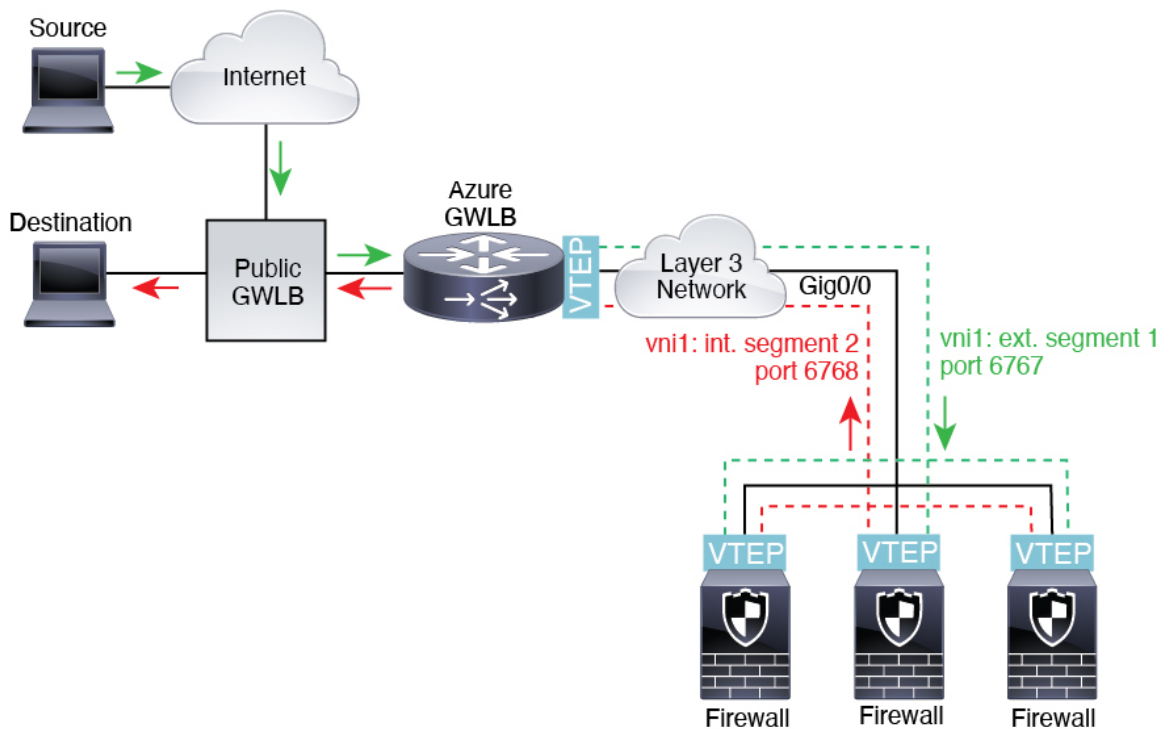 Source
Internet
Destination
Public
GWLB
Azure
GWLB
VTEP
Layer 3
Network
Gig0/0
vni1: int. segment 2
port 6768
vni1: ext. segment 1
port 6767
VTEP
VTEP
VTEP
Firewall
Firewall
Firewall